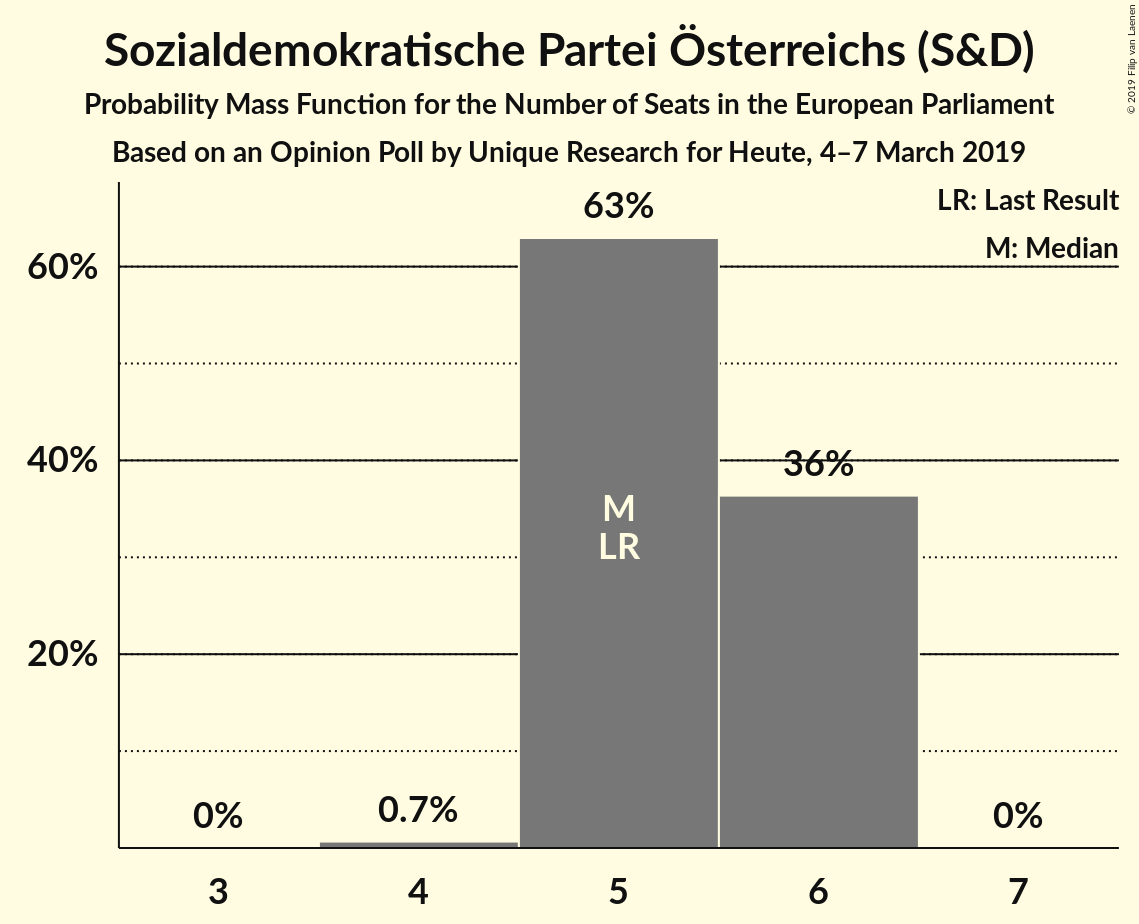 Sozialdemokratische Partei Österreichs (S&D)
Probability Mass Function for the Number of Seats in the European Parliament
Based on an Opinion Poll by Unique Research for Heute, 4–7 March 2019
© 2019 Filip van Laenen
LR: Last Result
M: Median
63%
60%
40%
36%
M
LR
20%
0%
0.7%
0%
3
4
5
6
7